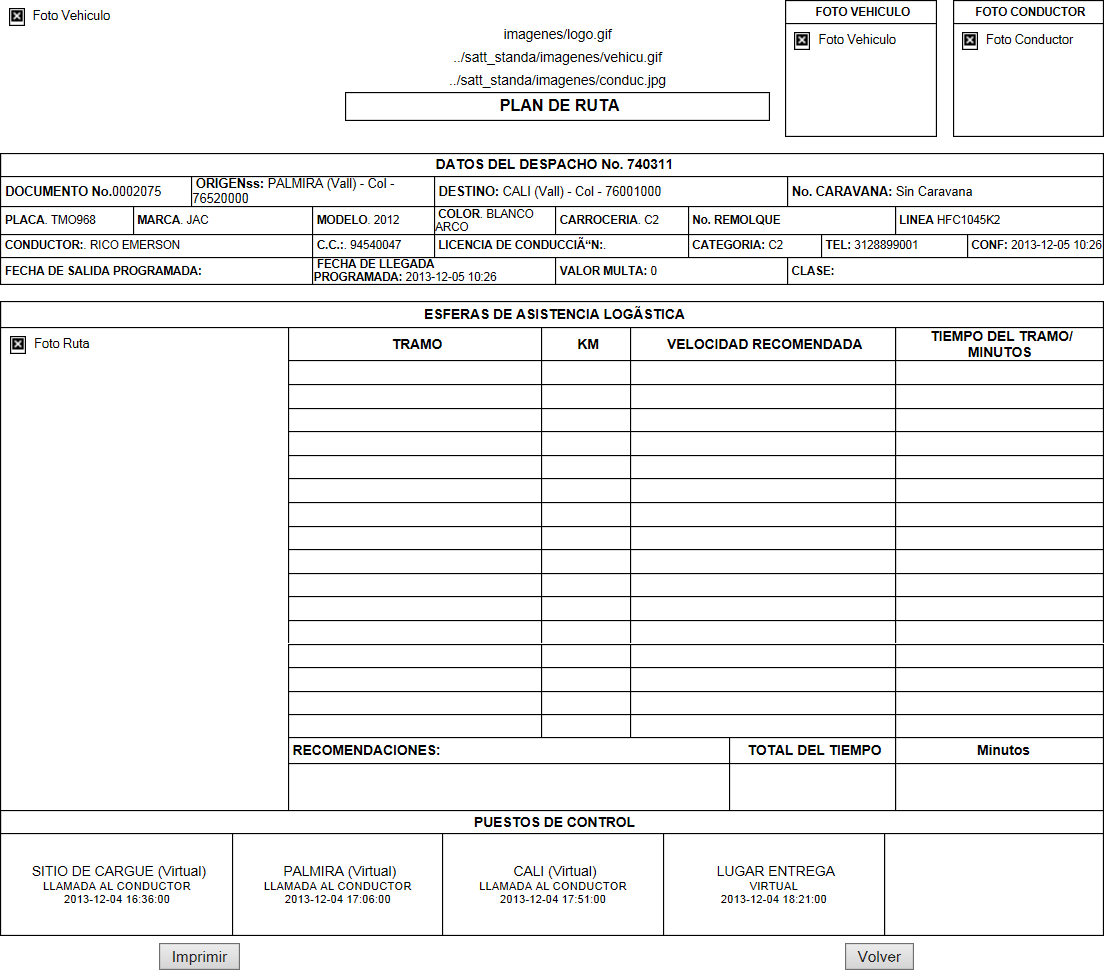 Foto Vehiculo
imagenes/logo.gif
../satt_standa/imagenes/vehicu.gif
../satt_standa/imagenes/conduc.jpg
PLAN DE RUTA
FOTO VEHICULO
Foto Vehiculo
FOTO CONDUCTOR
Foto Conductor
DATOS DEL DESPACHO No. 740311
DOCUMENTO No.0002075
ORIGENss: PALMIRA (Vall) - Col -
76520000
DESTINO: CALI (Vall) - Col - 76001000
No. CARAVANA: Sin Caravana
PLACA. TMO968
MARCA. JAC
MODELO. 2012
COLOR. BLANCO
ARCO
CARROCERIA. C2
No. REMOLQUE
LINEA HFC1045K2
CONDUCTOR:. RICO EMERSON
C.C.:. 94540047
LICENCIA DE CONDUCCIÃ“N:.
CATEGORIA: C2
TEL: 3128899001
CONF: 2013-12-05 10:26
FECHA DE SALIDA PROGRAMADA:
FECHA DE LLEGADA
PROGRAMADA: 2013-12-05 10:26
VALOR MULTA: 0
CLASE:
ESFERAS DE ASISTENCIA LOGÃSTICA
Foto Ruta
TRAMO
KM
VELOCIDAD RECOMENDADA
TIEMPO DEL TRAMO/
MINUTOS
RECOMENDACIONES:
TOTAL DEL TIEMPO
Minutos
PUESTOS DE CONTROL
SITIO DE CARGUE (Virtual)
LLAMADA AL CONDUCTOR
2013-12-04 16:36:00
PALMIRA (Virtual)
LLAMADA AL CONDUCTOR
2013-12-04 17:06:00
CALI (Virtual)
LLAMADA AL CONDUCTOR
2013-12-04 17:51:00
LUGAR ENTREGA
VIRTUAL
2013-12-04 18:21:00
Imprimir
Volver